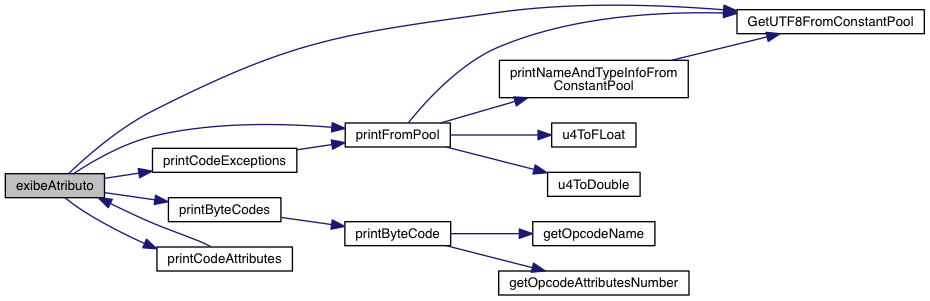 GetUTF8FromConstantPool
printNameAndTypeInfoFrom
ConstantPool
printFromPool
u4ToFLoat
printCodeExceptions
exibeAtributo
u4ToDouble
printByteCodes
printByteCode
getOpcodeName
printCodeAttributes
getOpcodeAttributesNumber